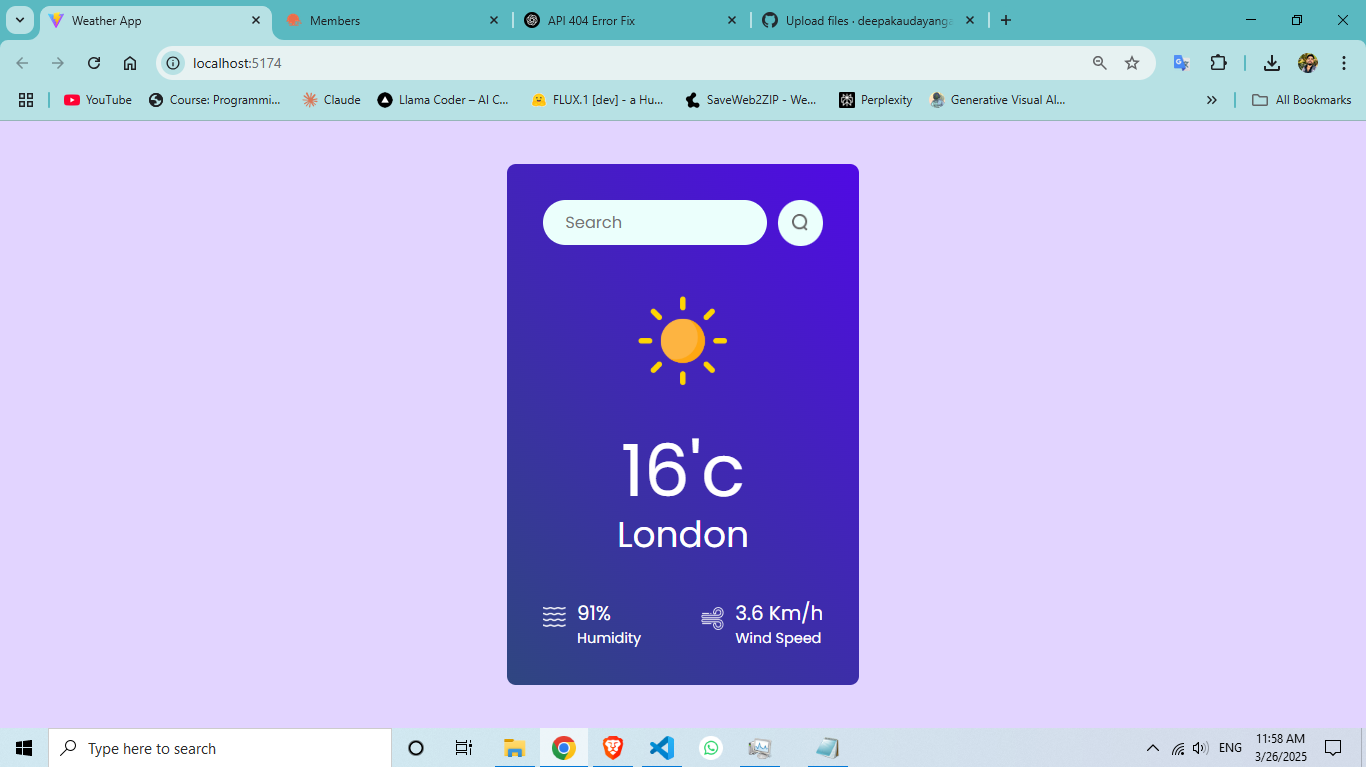 Weather App
Members
API 404 Error Fix
Upload files · deepakaudayanga
localhost:5174
YouTube
Course: Programmi...
Claude
Llama Coder – AI C...
FLUX.1 [dev] - a Hu...
SaveWeb2ZIP - We...
Perplexity
Generative Visual AI...
All Bookmarks
Search
16'c
London
91%
Humidity
3.6 Km/h
Wind Speed
Type here to search
ENG
11:58 AM
3/26/2025